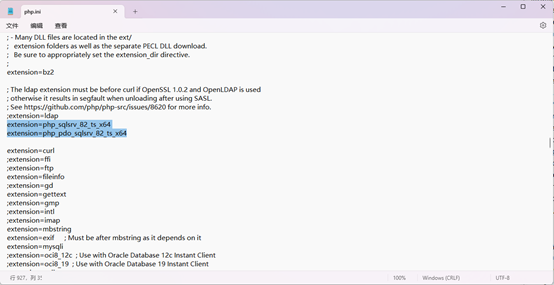 php.ini
文件 编辑 查看
; - Many DLL files are located in the ext/
;   extension folders as well as the separate PECL DLL download.
;   Be sure to appropriately set the extension_dir directive.
;
extension=bz2

; The ldap extension must be before curl if OpenSSL 1.0.2 and OpenLDAP is used
; otherwise it results in segfault when unloading after using SASL.
; See https://github.com/php/php-src/issues/8620 for more info.
;extension=ldap
extension=php_sqlsrv_82_ts_x64
extension=php_pdo_sqlsrv_82_ts_x64

extension=curl
;extension=ffi
;extension=ftp
extension=fileinfo
;extension=gd
extension=gettext
;extension=gmp
;extension=intl
;extension=imap
extension=mbstring
extension=exif      ; Must be after mbstring as it depends on it
extension=mysqli
;extension=oci8_12c  ; Use with Oracle Database 12c Instant Client
;extension=oci8_19  ; Use with Oracle Database 19 Instant Client
行 927，列 31
100%
Windows (CRLF)
UTF-8